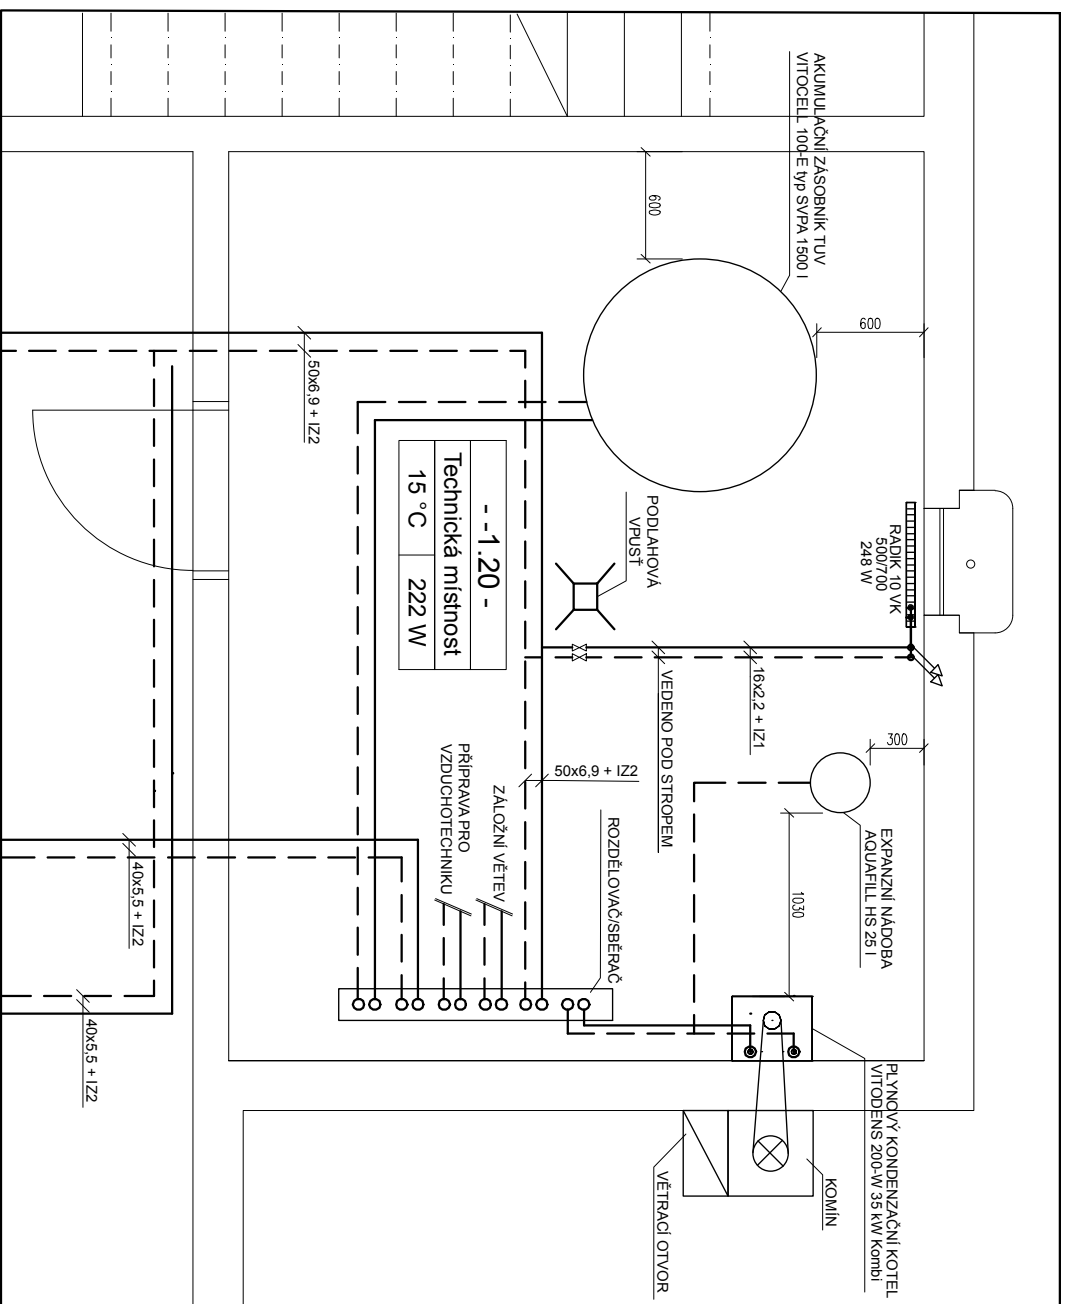 AKUMULAČNÍ ZÁSOBNÍK TUV
VITOCELL 100-E typ SVPA 1500 l
600
600
RADIK 10 VK
500/700
248 W
PODLAHOVÁ
VPUSŤ
50x6,9 + IZ2
- -1.20 -
Technická místnost
15 °C
222 W
16x2,2 + IZ1
VEDENO POD STROPEM
300
EXPANZNÍ NÁDOBA
AQUAFILL HS 25 l
1030
50x6,9 + IZ2
ROZDĚLOVAČ/SBĚRAČ
ZÁLOŽNÍ VĚTEV
PŘÍPRAVA PRO
VZDUCHOTECHNIKU
40x5,5 + IZ2
40x5,5 + IZ2
PLYNOVÝ KONDENZAČNÍ KOTEL
VITODENS 200-W 35 kW Kombi
KOMÍN
VĚTRACÍ OTVOR